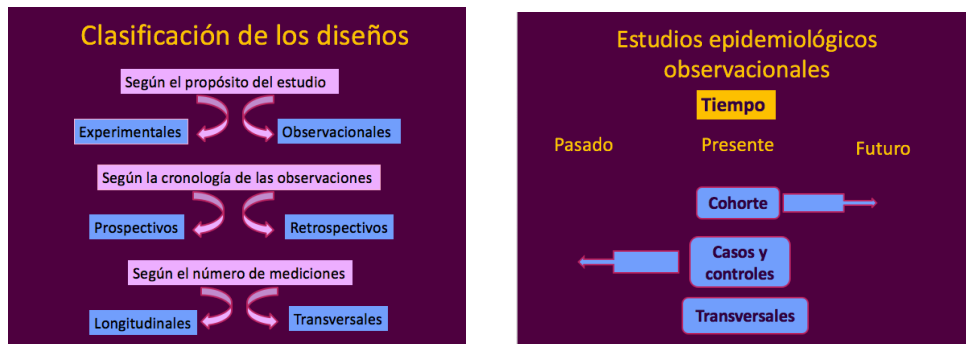 Clasificación de los diseños
Según el propósito del estudio
Experimentales
Observacionales
Según la cronología de las observaciones
Prospectivos
Retrospectivos
Según el número de mediciones
Longitudinales
Transversales
Estudios epidemiológicos
observacionales
Tiempo
Pasado
Presente
Futuro
Cohorte
Casos y
controles
Transversales